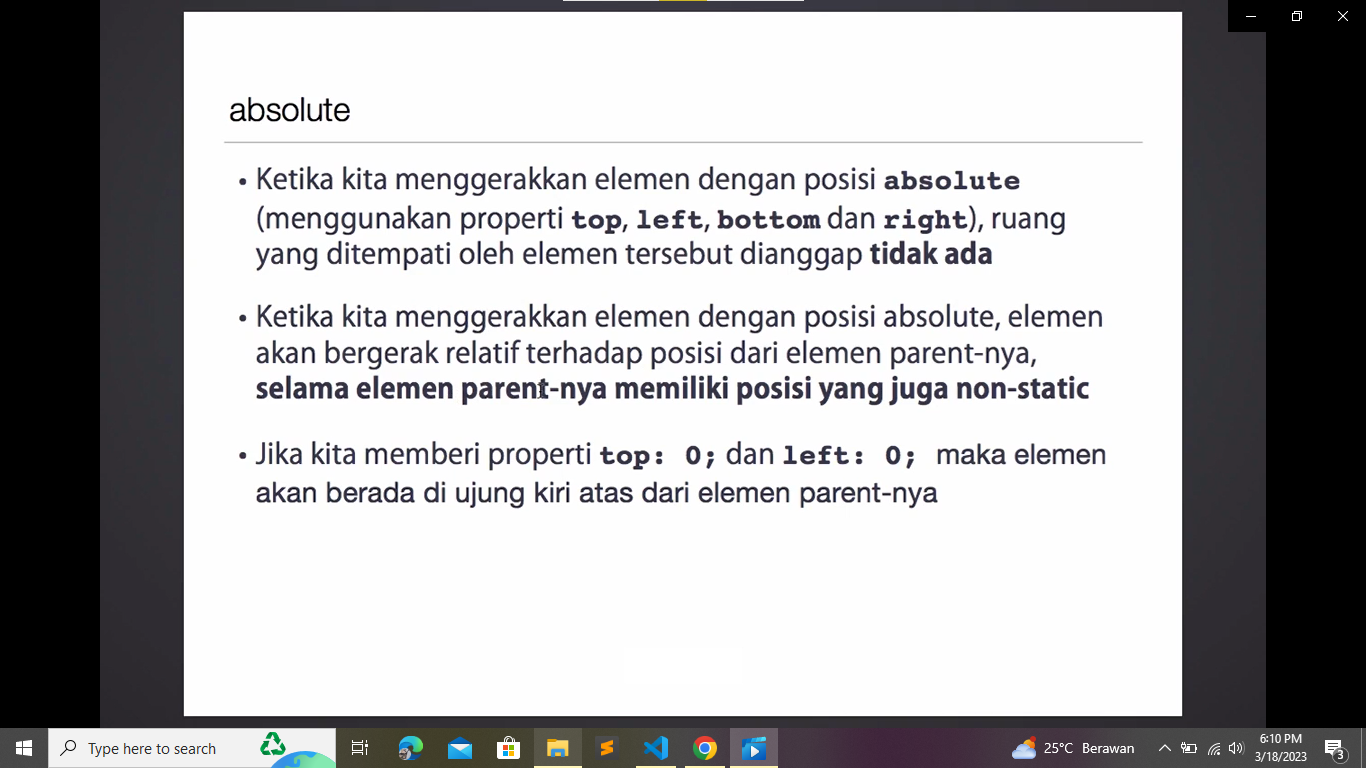 absolute
• Ketika kita menggerakkan elemen dengan posisi absolute
(menggunakan properti top, left, bottom dan right), ruang
yang ditempati oleh elemen tersebut dianggap tidak ada
• Ketika kita menggerakkan elemen dengan posisi absolute, elemen
akan bergerak relatif terhadap posisi dari elemen parent-nya,
selama elemen parent-nya memiliki posisi yang juga non-static
• Jika kita memberi properti top: 0; dan left: 0; maka elemen
akan berada di ujung kiri atas dari elemen parent-nya
Type here to search
25°C Berawan
6:10 PM
3/18/2023
3